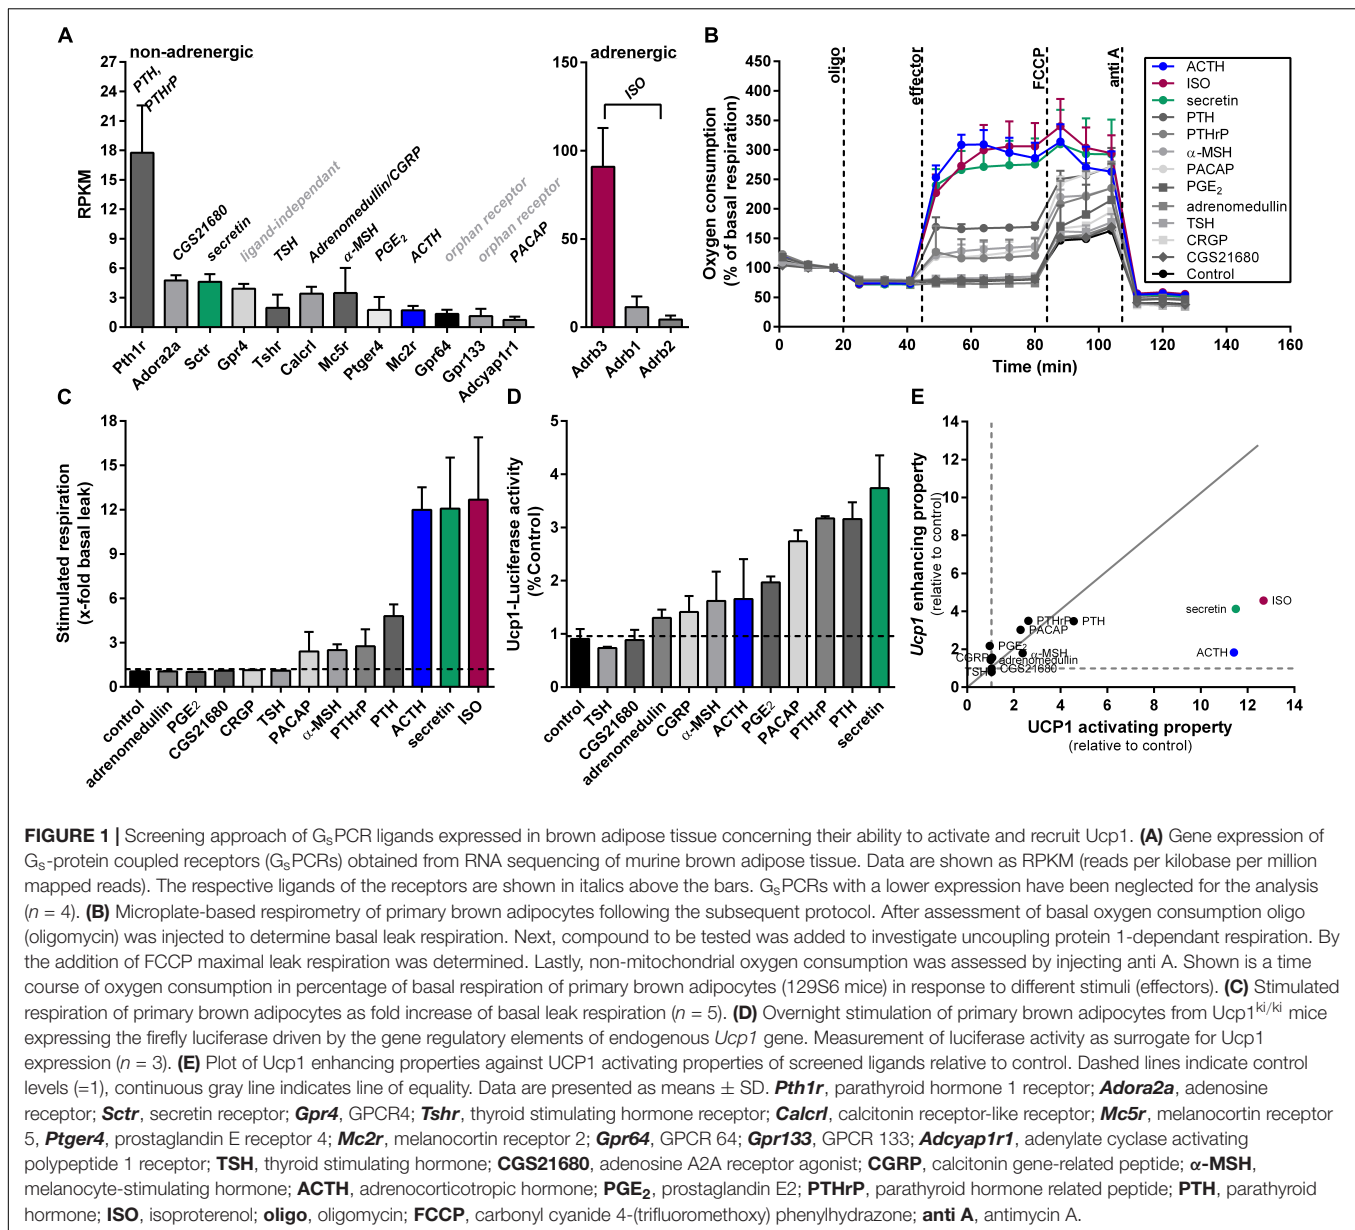 A
non-adrenergic
adrenergic
PTH,
PTHrP
CGS21680
secretin
ligand-independant
TSH
Adrenomedullin/CGRP
α-MSH
PGE2
ACTH
orphan receptor
orphan receptor
PACAP
ISO
RPKM
24
21
18
15
12
9
6
3
0
150
100
50
0
Pth1r
Adora2a
Sctr
Gpr4
Tshr
Calcrl
Mc5r
Ptger4
Mc2r
Gpr64
Gpr133
Adcyap1r1
Adrb3
Adrb1
Adrb2
B
oligo
effector
FCCP
anti A
Oxygen consumption
(% of basal respiration)
450
400
350
300
250
200
150
100
50
0
0 20 40 60 80 100 120 140 160
Time (min)
ACTH
ISO
secretin
PTH
PTHrP
α-MSH
PACAP
PGE2
adrenomedullin
TSH
CRGP
CGS21680
Control
C
Stimulated respiration
(x-fold basal leak)
18
15
12
9
6
3
0
control
adrenomedullin
PGE2
CGS21680
CRGP
TSH
PACAP
α-MSH
PTHrP
PTH
ACTH
secretin
ISO
D
Ucp1-Luciferase activity
(%Control)
5
4
3
2
1
0
control
TSH
CGS21680
adrenomedulin
CGRP
α-MSH
ACTH
PGE2
PACAP
PTHrP
PTH
secretin
E
Ucp1 enhancing property
(relative to control)
14
12
10
8
6
4
2
0
secretin
ISO
ACTH
PTHrP
PTH
PACAP
PGE2
α-MSH
CGRP
adrenomedullin
CGS21680
TSH
0 2 4 6 8 10 12 14
UCP1 activating property
(relative to control)
FIGURE 1 | Screening approach of GsPCR ligands expressed in brown adipose tissue concerning their ability to activate and recruit Ucp1. (A) Gene expression of
Gs-protein coupled receptors (GsPCRs) obtained from RNA sequencing of murine brown adipose tissue. Data are shown as RPKM (reads per kilobase per million
mapped reads). The respective ligands of the receptors are shown in italics above the bars. GsPCRs with a lower expression have been neglected for the analysis
(n = 4). (B) Microplate-based respirometry of primary brown adipocytes following the subsequent protocol. After assessment of basal oxygen consumption oligo
(oligomycin) was injected to determine basal leak respiration. Next, compound to be tested was added to investigate uncoupling protein 1-dependant respiration. By
the addition of FCCP maximal leak respiration was determined. Lastly, non-mitochondrial oxygen consumption was assessed by injecting anti A. Shown is a time
course of oxygen consumption in percentage of basal respiration of primary brown adipocytes (129S6 mice) in response to different stimuli (effectors). (C) Stimulated
respiration of primary brown adipocytes as fold increase of basal leak respiration (n = 5). (D) Overnight stimulation of primary brown adipocytes from Ucp1ki/ki mice
expressing the firefly luciferase driven by the gene regulatory elements of endogenous Ucp1 gene. Measurement of luciferase activity as surrogate for Ucp1
expression (n = 3). (E) Plot of Ucp1 enhancing properties against UCP1 activating properties of screened ligands relative to control. Dashed lines indicate control
levels (=1), continuous gray line indicates line of equality. Data are presented as means ± SD. Pth1r, parathyroid hormone 1 receptor; Adora2a, adenosine
receptor; Sctr, secretin receptor; Gpr4, GPCR4; Tshr, thyroid stimulating hormone receptor; Calcrl, calcitonin receptor-like receptor; Mc5r, melanocortin receptor
5, Ptger4, prostaglandin E receptor 4; Mc2r, melanocortin receptor 2; Gpr64, GPCR 64; Gpr133, GPCR 133; Adcyap1r1, adenylate cyclase activating
polypeptide 1 receptor; TSH, thyroid stimulating hormone; CGS21680, adenosine A2A receptor agonist; CGRP, calcitonin gene-related peptide; α-MSH,
melanocyte-stimulating hormone; ACTH, adrenocorticotropic hormone; PGE2, prostaglandin E2; PTHrP, parathyroid hormone related peptide; PTH, parathyroid
hormone; ISO, isoproterenol; oligo, oligomycin; FCCP, carbonyl cyanide 4-(trifluoromethoxy) phenylhydrazone; anti A, antimycin A.